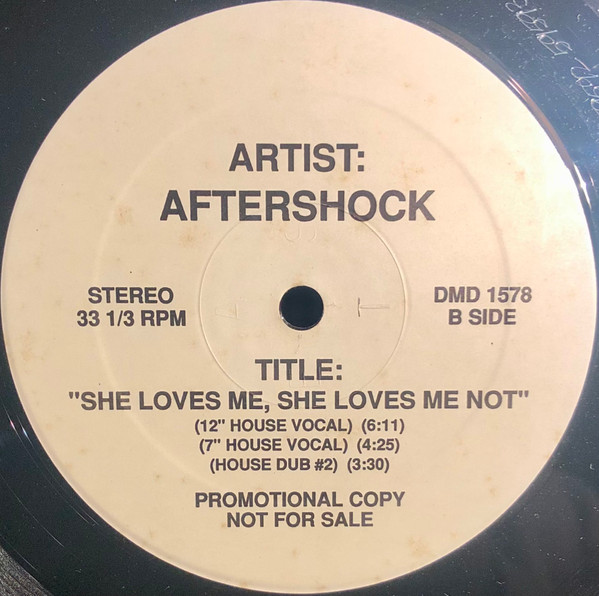 ARTIST:
AFTERSHOCK
STEREO
33 1/3 RPM
DMD 1578
B SIDE
TITLE:
"SHE LOVES ME, SHE LOVES ME NOT"
(12" HOUSE VOCAL) (6:11)
(7" HOUSE VOCAL) (4:25)
(HOUSE DUB #2) (3:30)
PROMOTIONAL COPY
NOT FOR SALE